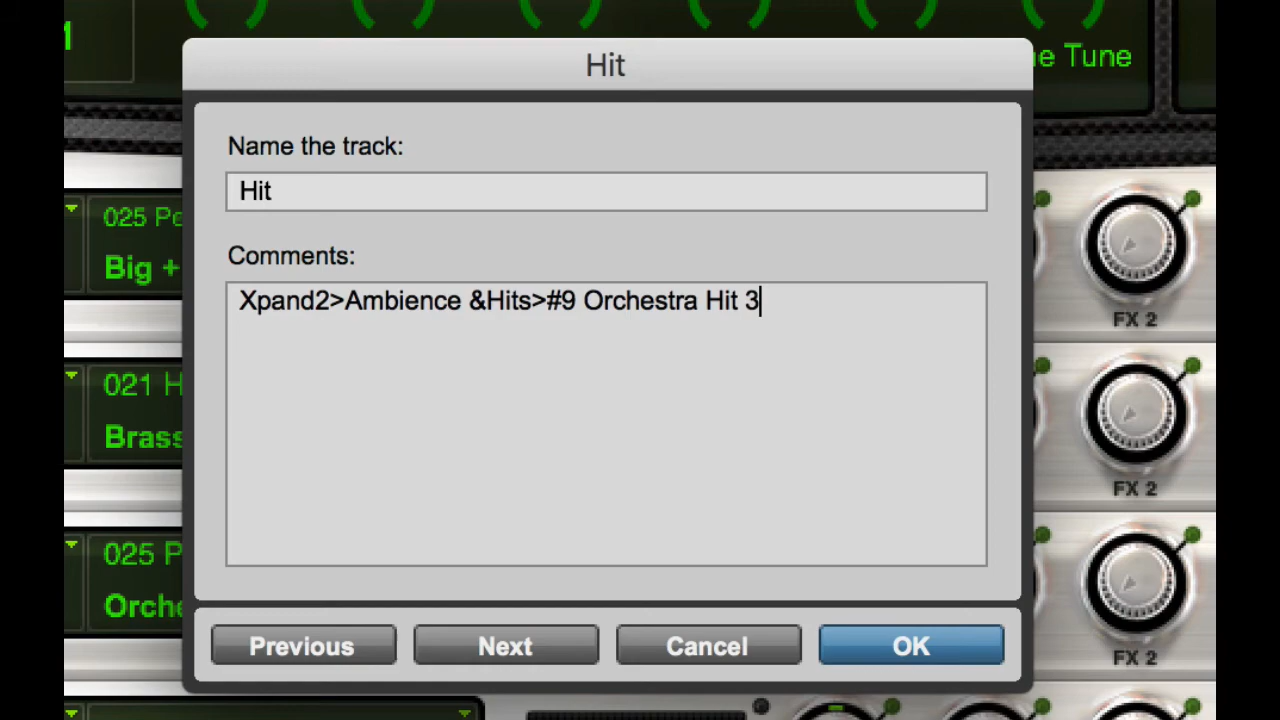 Hit
e Tune
Name the track:
Hit
025 Po
Big +
Comments:
Xpand2>Ambience &Hits>#9 Orchestra Hit 3
FX 2
021 H
Brass
FX 2
025 P
Orche
Previous
Next
Cancel
OK
FX 2